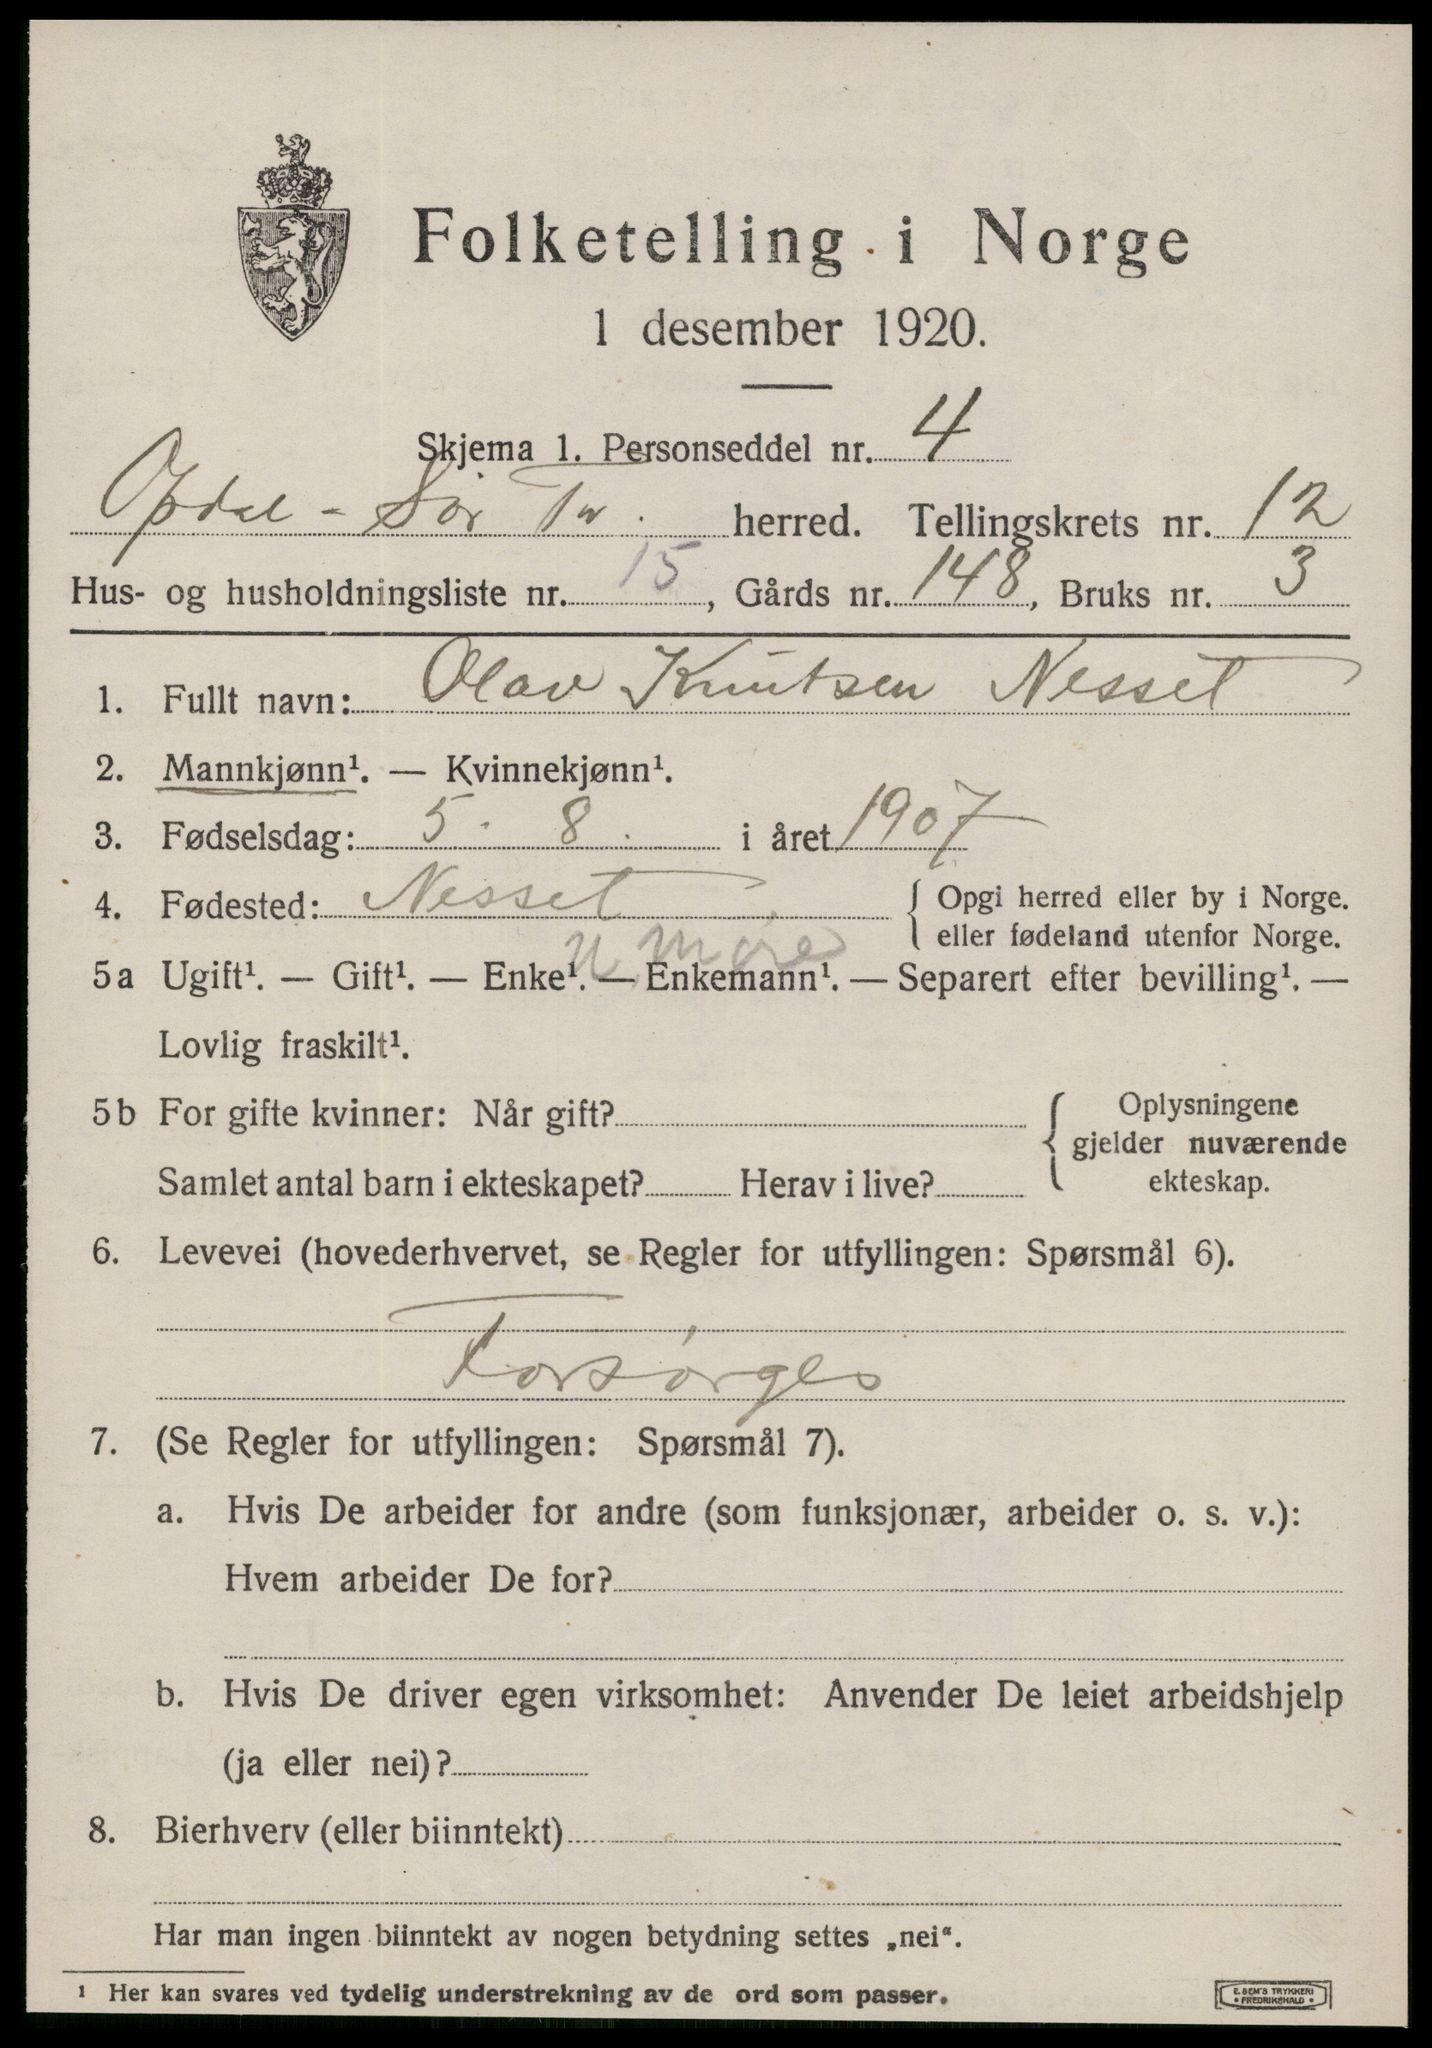 Folketelling i Norge
1 desember 1920.
Skjema 1. Personseddel nr. 4
Opdal - Sör Tr. herred. Tellingskrets nr. 12
Hus- og husholdningsliste nr. 15, Gårds nr. 148, Bruks nr. 3
1. Fullt navn: Olav Knutsen Nesset
2. Mannkjønn¹. — Kvinnekjønn¹.
3. Fødselsdag: 5. 8. i året 1907
4. Fødested: Nesset { Opgi herred eller by i Norge.
eller fødeland utenfor Norge.
N. Møre
5a Ugift¹. — Gift¹. — Enke¹. — Enkemann¹. — Separert efter bevilling¹. —
Lovlig fraskilt¹.
5b For gifte kvinner: Når gift? { Oplysningene
gjelder nuværende
Samlet antal barn i ekteskapet? Herav i live? ekteskap.
6. Levevei (hovederhvervet, se Regler for utfyllingen: Spørsmål 6).
Forsørges
7. (Se Regler for utfyllingen: Spørsmål 7).
a. Hvis De arbeider for andre (som funksjonær, arbeider o. s. v.):
Hvem arbeider De for?
b. Hvis De driver egen virksomhet: Anvender De leiet arbeidshjelp
(ja eller nei)?
8. Bierhverv (eller biinntekt)
Har man ingen biinntekt av nogen betydning settes „nei“.
¹ Her kan svares ved tydelig understrekning av de ord som passer.
E. SEM'S TRYKKERI
• FREDRIKSHALD •